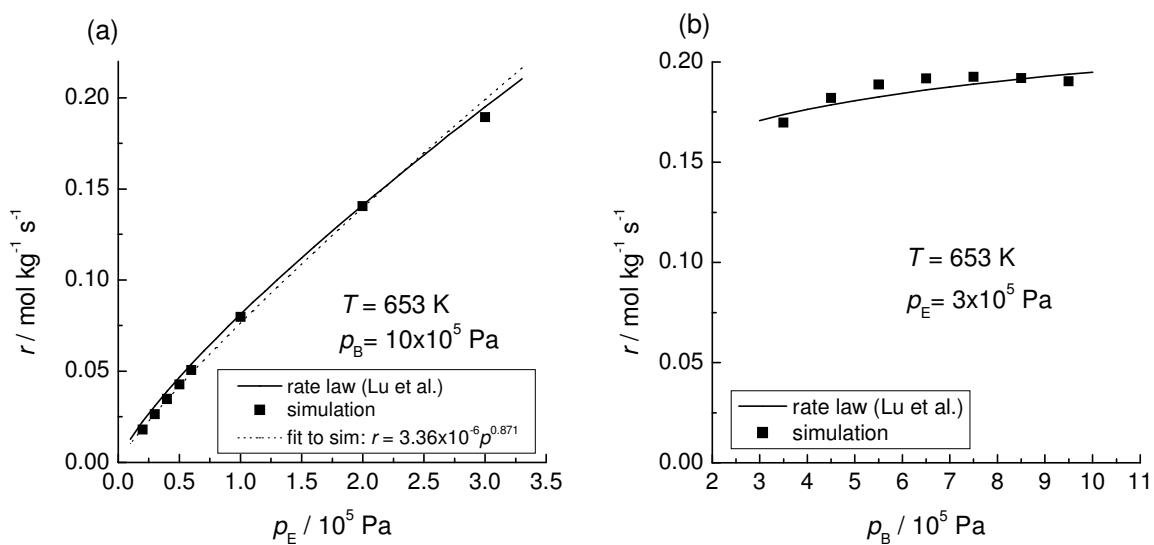 (a)
0.20
0.15
0.10
0.05
0.00
r / mol kg⁻¹ s⁻¹
T = 653 K
p_B = 10x10⁵ Pa
rate law (Lu et al.)
simulation
fit to sim: r = 3.36x10⁻⁶p⁰·⁸⁷¹
0.0 0.5 1.0 1.5 2.0 2.5 3.0 3.5
p_E / 10⁵ Pa
(b)
0.20
0.15
0.10
0.05
0.00
r / mol kg⁻¹ s⁻¹
T = 653 K
p_E = 3x10⁵ Pa
rate law (Lu et al.)
simulation
2 3 4 5 6 7 8 9 10 11
p_B / 10⁵ Pa